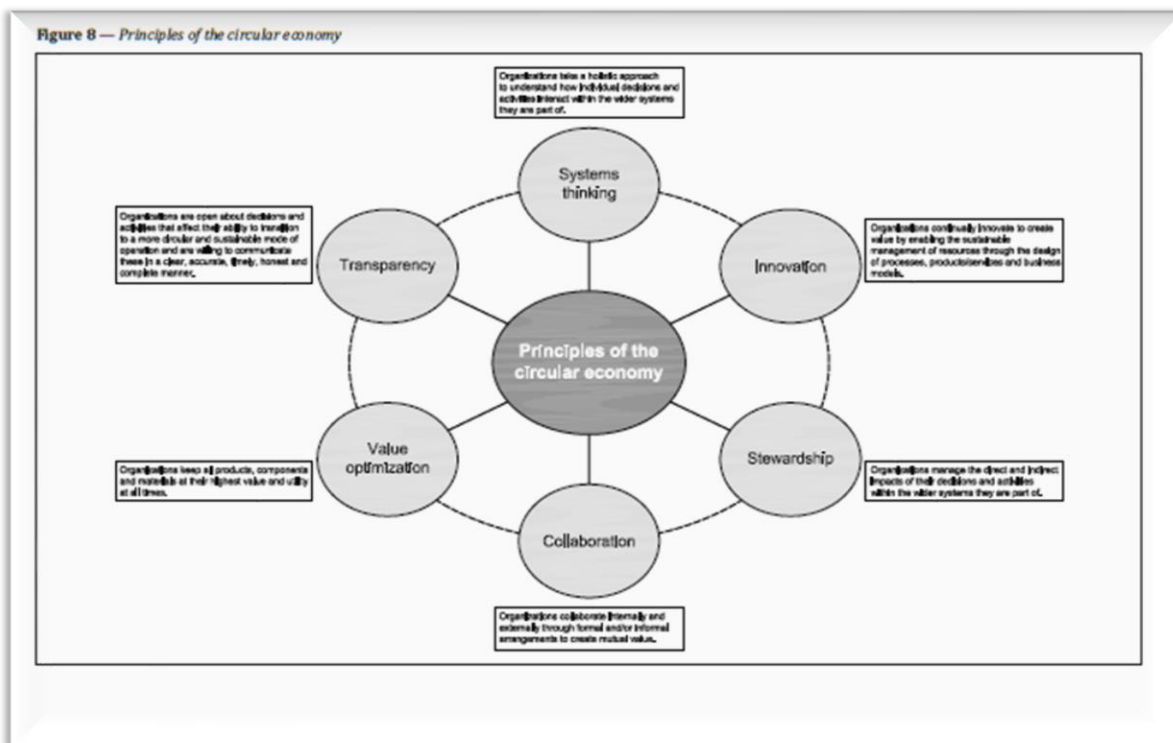 Figure 8 — Principles of the circular economy
Organizations take a holistic approach
to understand how individual decisions and
activities interact within the wider systems
they are part of.
Systems
thinking
Organizations are open about decisions and
activities that affect their ability to transition
to a more circular and sustainable mode of
operation and are willing to communicate
these in a clear, accurate, timely, honest and
complete manner.
Transparency
Innovation
Organizations continually innovate to create
value by enabling the sustainable
management of resources through the design
of processes, products/services and business
models.
Principles of the
circular economy
Organizations keep all products, components
and materials at their highest value and utility
at all times.
Value
optimization
Stewardship
Organizations manage the direct and indirect
impacts of their decisions and activities
within the wider systems they are part of.
Collaboration
Organizations collaborate internally and
externally through formal and/or informal
arrangements to create mutual value.